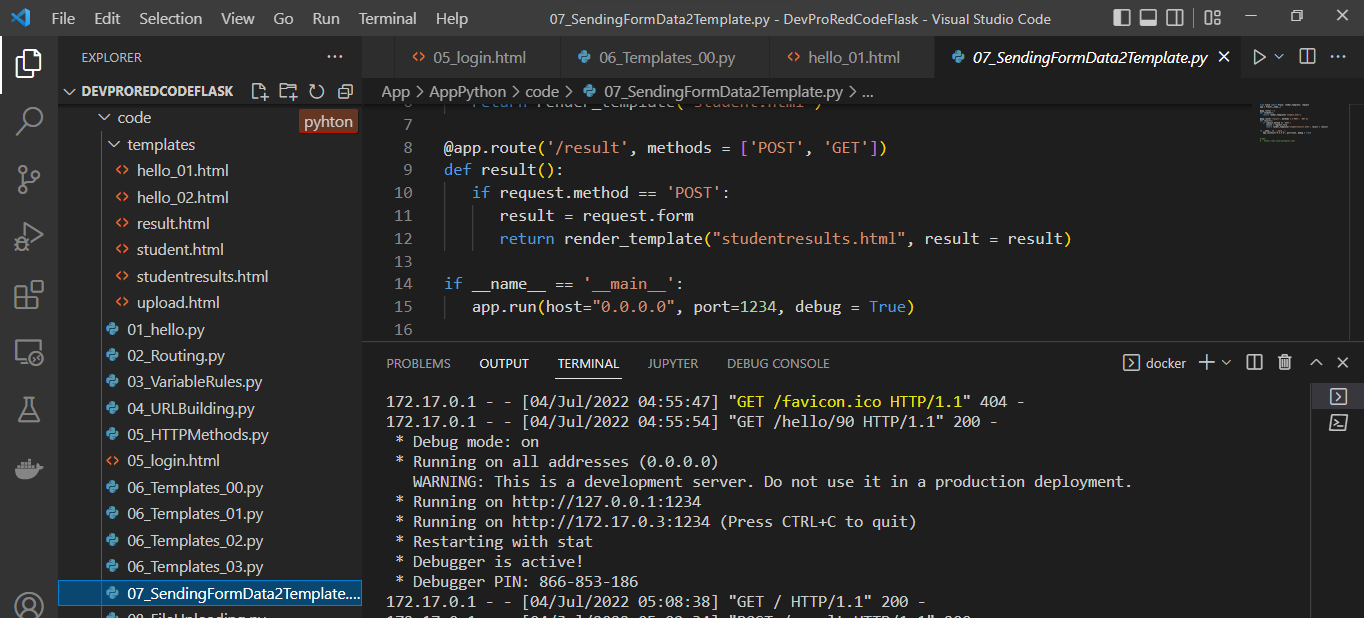 File Edit Selection View Go Run Terminal Help 07_SendingFormData2Template.py - DevProRedCodeFlask - Visual Studio Code
EXPLORER
05_login.html 06_Templates_00.py hello_01.html 07_SendingFormData2Template.py
DEVPROREDCODEFLASK
App > AppPython > code > 07_SendingFormData2Template.py > ...
code
pyhton
templates
hello_01.html
hello_02.html
result.html
student.html
studentresults.html
upload.html
01_hello.py
02_Routing.py
03_VariableRules.py
04_URLBuilding.py
05_HTTPMethods.py
05_login.html
06_Templates_00.py
06_Templates_01.py
06_Templates_02.py
06_Templates_03.py
07_SendingFormData2Template....
08_FileUploading.py
return render_template("student.html")
7
8 @app.route('/result', methods = ['POST', 'GET'])
9 def result():
10 if request.method == 'POST':
11 result = request.form
12 return render_template("studentresults.html", result = result)
13
14 if __name__ == '__main__':
15 app.run(host="0.0.0.0", port=1234, debug = True)
16
PROBLEMS OUTPUT TERMINAL JUPYTER DEBUG CONSOLE docker
172.17.0.1 - - [04/Jul/2022 04:55:47] "GET /favicon.ico HTTP/1.1" 404 -
172.17.0.1 - - [04/Jul/2022 04:55:54] "GET /hello/90 HTTP/1.1" 200 -
* Debug mode: on
* Running on all addresses (0.0.0.0)
WARNING: This is a development server. Do not use it in a production deployment.
* Running on http://127.0.0.1:1234
* Running on http://172.17.0.3:1234 (Press CTRL+C to quit)
* Restarting with stat
* Debugger is active!
* Debugger PIN: 866-853-186
172.17.0.1 - - [04/Jul/2022 05:08:38] "GET / HTTP/1.1" 200 -